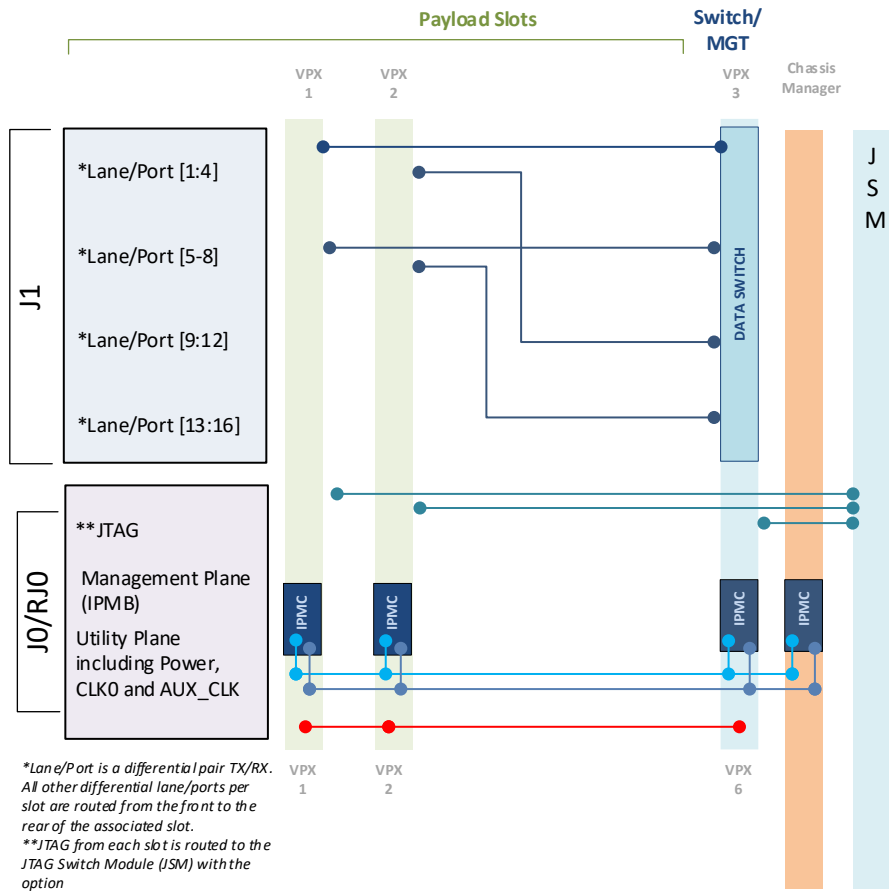 Payload Slots
Switch/
MGT
VPX
1
VPX
2
VPX
3
Chassis
Manager
J1
*Lane/Port [1:4]
*Lane/Port [5-8]
*Lane/Port [9:12]
*Lane/Port [13:16]
DATA SWITCH
J
S
M
J0/RJ0
**JTAG
Management Plane
(IPMB)
Utility Plane
including Power,
CLK0 and AUX_CLK
IPMC
IPMC
IPMC
IPMC
VPX
1
VPX
2
VPX
6
*Lane/Port is a differential pair TX/RX.
All other differential lane/ports per
slot are routed from the front to the
rear of the associated slot.
**JTAG from each slot is routed to the
JTAG Switch Module (JSM) with the
option